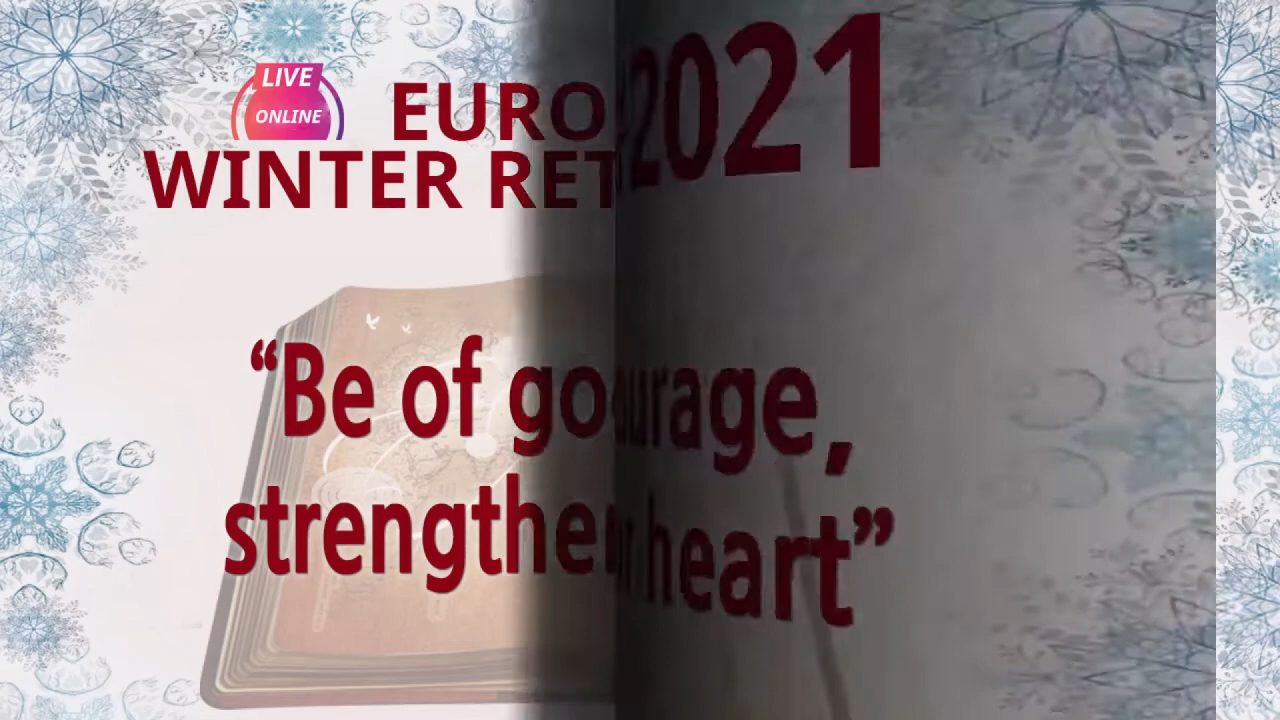 LIVE
ONLINE
EURO 2021
WINTER RET
“Be of go urage,
strengthe heart”